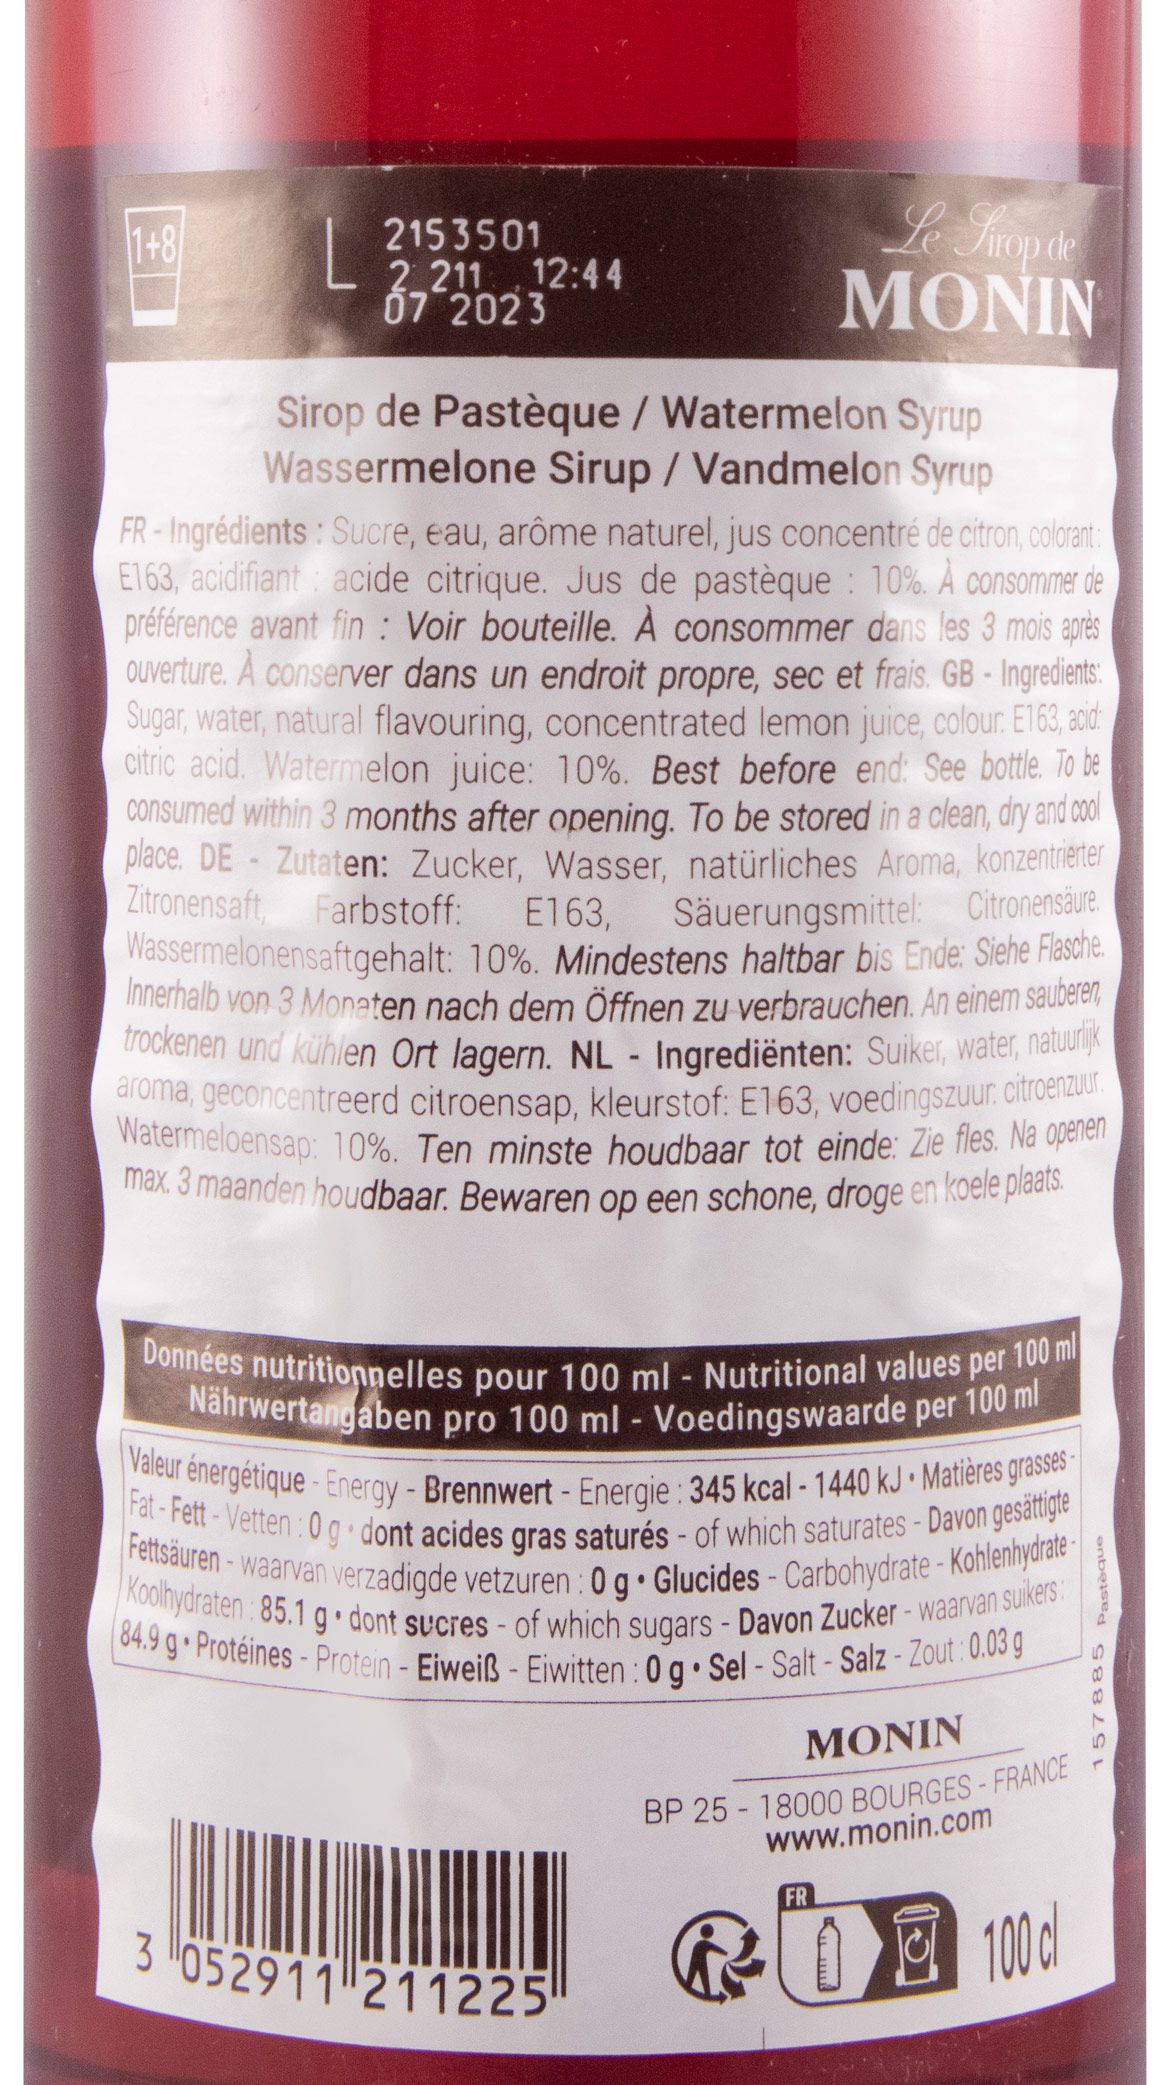 1+8
L 2153501
2 211 12:44
07 2023
Le Sirop de
MONIN
Sirop de Pastèque / Watermelon Syrup
Wassermelone Sirup / Vandmelon Syrup
FR - Ingrédients : Sucre, eau, arôme naturel, jus concentré de citron, colorant :
E163, acidifiant : acide citrique. Jus de pastèque : 10%. À consommer de
préférence avant fin : Voir bouteille. À consommer dans les 3 mois après
ouverture. À conserver dans un endroit propre, sec et frais. GB - Ingredients:
Sugar, water, natural flavouring, concentrated lemon juice, colour: E163, acid:
citric acid. Watermelon juice: 10%. Best before end: See bottle. To be
consumed within 3 months after opening. To be stored in a clean, dry and cool
place. DE - Zutaten: Zucker, Wasser, natürliches Aroma, konzentrierter
Zitronensaft, Farbstoff: E163, Säuerungsmittel: Citronensäure.
Wassermelonensaftgehalt: 10%. Mindestens haltbar bis Ende: Siehe Flasche.
Innerhalb von 3 Monaten nach dem Öffnen zu verbrauchen. An einem sauberen,
trockenen und kühlen Ort lagern. NL - Ingrediënten: Suiker, water, natuurlijk
aroma, geconcentreerd citroensap, kleurstof: E163, voedingszuur: citroenzuur.
Watermeloensap: 10%. Ten minste houdbaar tot einde: Zie fles. Na openen
max. 3 maanden houdbaar. Bewaren op een schone, droge en koele plaats.
Données nutritionnelles pour 100 ml - Nutritional values per 100 ml
Nährwertangaben pro 100 ml - Voedingswaarde per 100 ml
Valeur énergétique - Energy - Brennwert - Energie : 345 kcal - 1440 kJ • Matières grasses -
Fat - Fett - Vetten : 0 g • dont acides gras saturés - of which saturates - Davon gesättigte
Fettsäuren - waarvan verzadigde vetzuren : 0 g • Glucides - Carbohydrate - Kohlenhydrate -
Koolhydraten : 85.1 g • dont sucres - of which sugars - Davon Zucker - waarvan suikers :
84.9 g • Protéines - Protein - Eiweiß - Eiwitten : 0 g • Sel - Salt - Salz - Zout : 0.03 g
157885 Pastèque
MONIN
BP 25 - 18000 BOURGES - FRANCE
www.monin.com
FR
100 cl
3 052911 211225